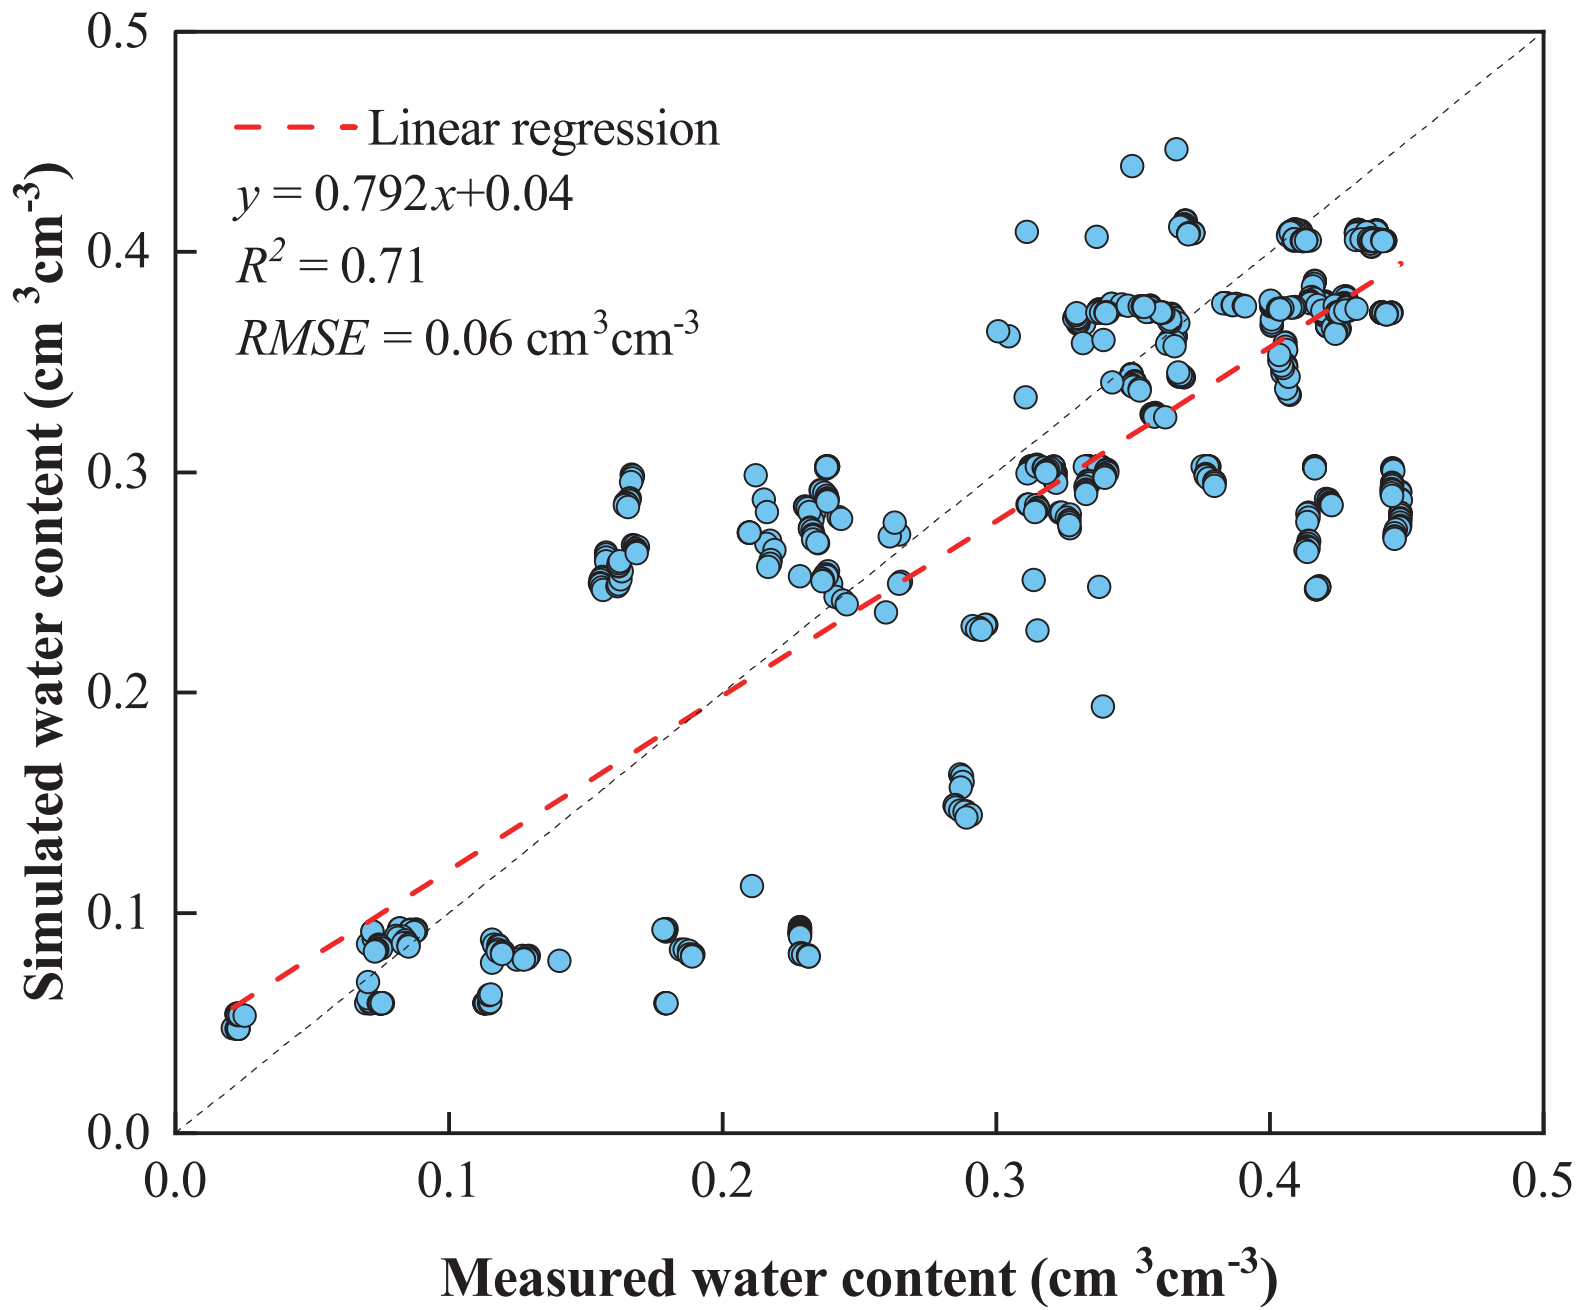 0.5
Linear regression
y = 0.792x+0.04
R² = 0.71
RMSE = 0.06 cm³cm⁻³
0.4
0.3
0.2
0.1
0.0
Simulated water content (cm ³cm⁻³)
0.0 0.1 0.2 0.3 0.4 0.5
Measured water content (cm ³cm⁻³)